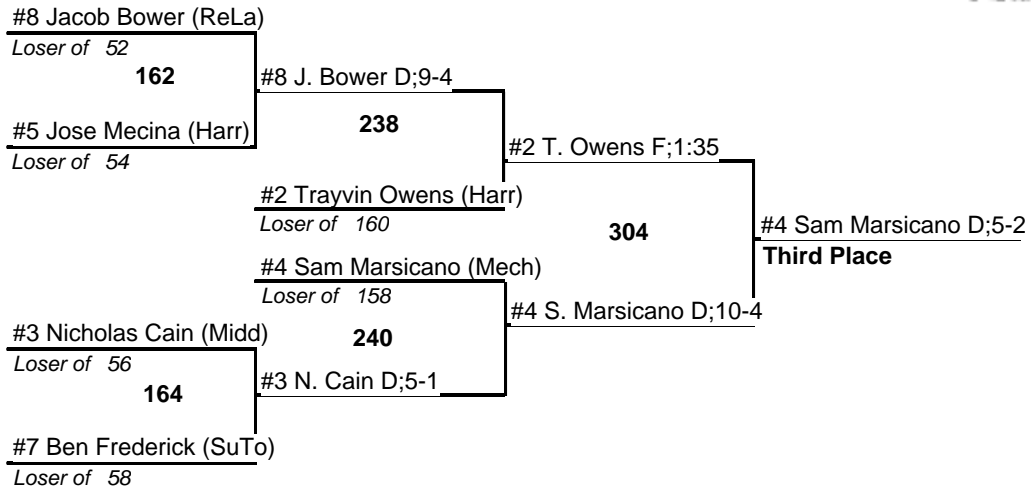 #8 Jacob Bower (ReLa)
Loser of 52
162
#8 J. Bower D;9-4
#5 Jose Mecina (Harr)
Loser of 54
238
#2 T. Owens F;1:35
#2 Trayvin Owens (Harr)
Loser of 160
304
#4 Sam Marsicano D;5-2
Third Place
#4 Sam Marsicano (Mech)
Loser of 158
#4 S. Marsicano D;10-4
#3 Nicholas Cain (Midd)
Loser of 56
240
164
#3 N. Cain D;5-1
#7 Ben Frederick (SuTo)
Loser of 58